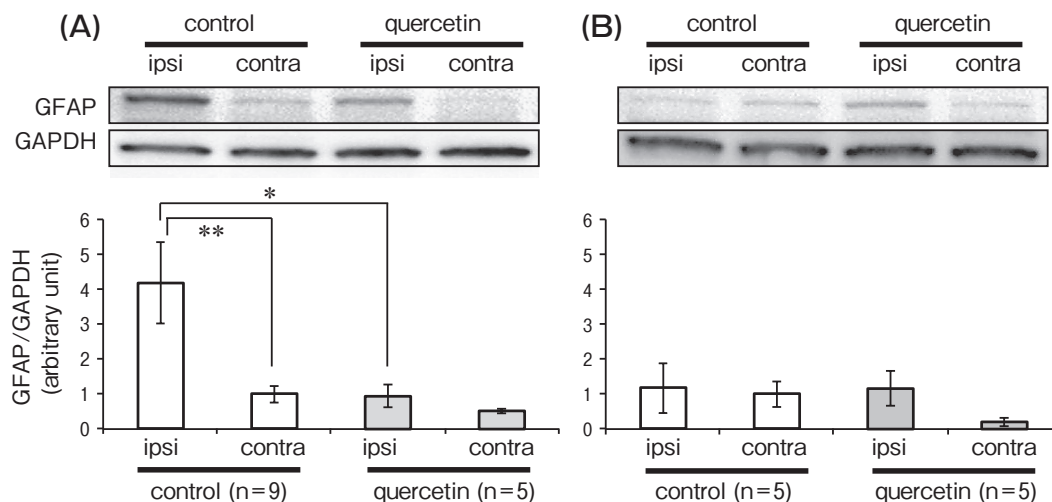 (A) control quercetin (B) control quercetin
ipsi contra ipsi contra ipsi contra ipsi contra
GFAP
GAPDH
GFAP/GAPDH
(arbitrary unit)
6
5
4
3
2
1
0
*
**
ipsi contra ipsi contra
control (n=9) quercetin (n=5)
6
5
4
3
2
1
0
ipsi contra ipsi contra
control (n=5) quercetin (n=5)